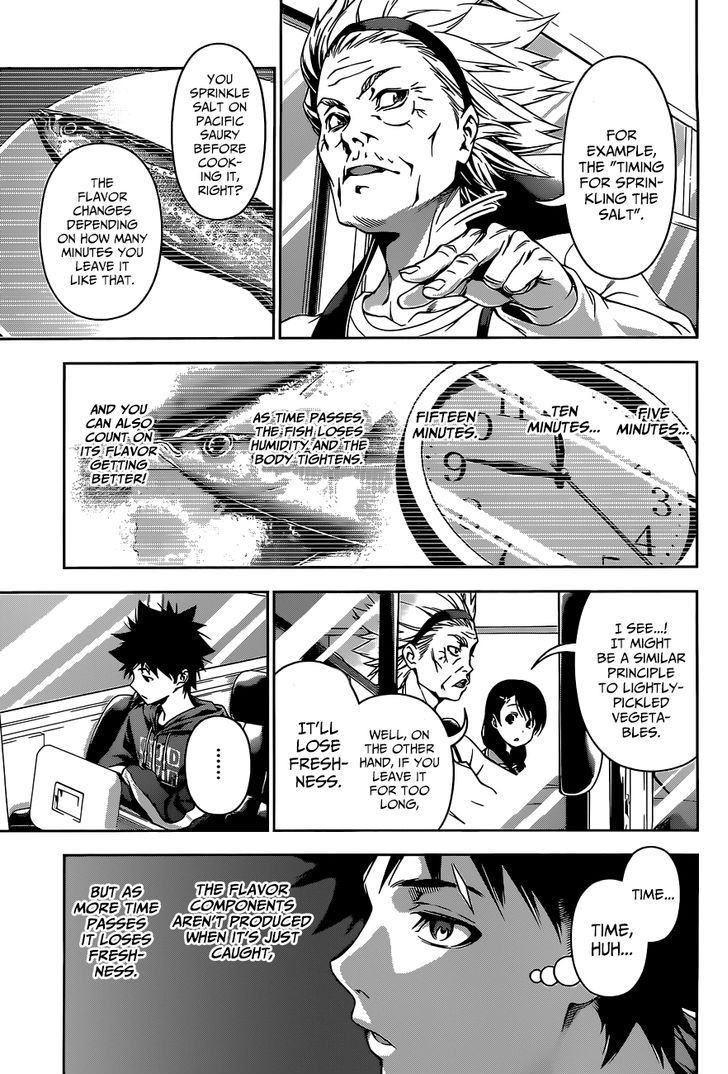 FOR
EXAMPLE,
THE "TIMING
FOR SPRIN-
KLING THE
SALT".
YOU
SPRINKLE
SALT ON
PACIFIC
SAURY
BEFORE
COOK-
ING IT,
RIGHT?
THE
FLAVOR
CHANGES
DEPENDING
ON HOW MANY
MINUTES YOU
LEAVE IT
LIKE THAT.
FIVE
MINUTES...
TEN
MINUTES...
FIFTEEN
MINUTES.
11
10
9
3
4
AS TIME PASSES,
THE FISH LOSES
HUMIDITY AND THE
BODY TIGHTENS.
AND YOU
CAN ALSO
COUNT ON
ITS FLAVOR
GETTING
BETTER!
I SEE...!
IT MIGHT
BE A SIMILAR
PRINCIPLE
TO LIGHTLY-
PICKLED
VEGETA-
BLES.
WELL, ON
THE OTHER
HAND, IF YOU
LEAVE IT
FOR TOO
LONG,
IT'LL
LOSE
FRESH-
NESS.
......
TIME...
TIME,
HUH...
THE FLAVOR
COMPONENTS
AREN'T PRODUCED
WHEN IT'S JUST
CAUGHT,
BUT AS
MORE TIME
PASSES
IT LOSES
FRESH-
NESS.